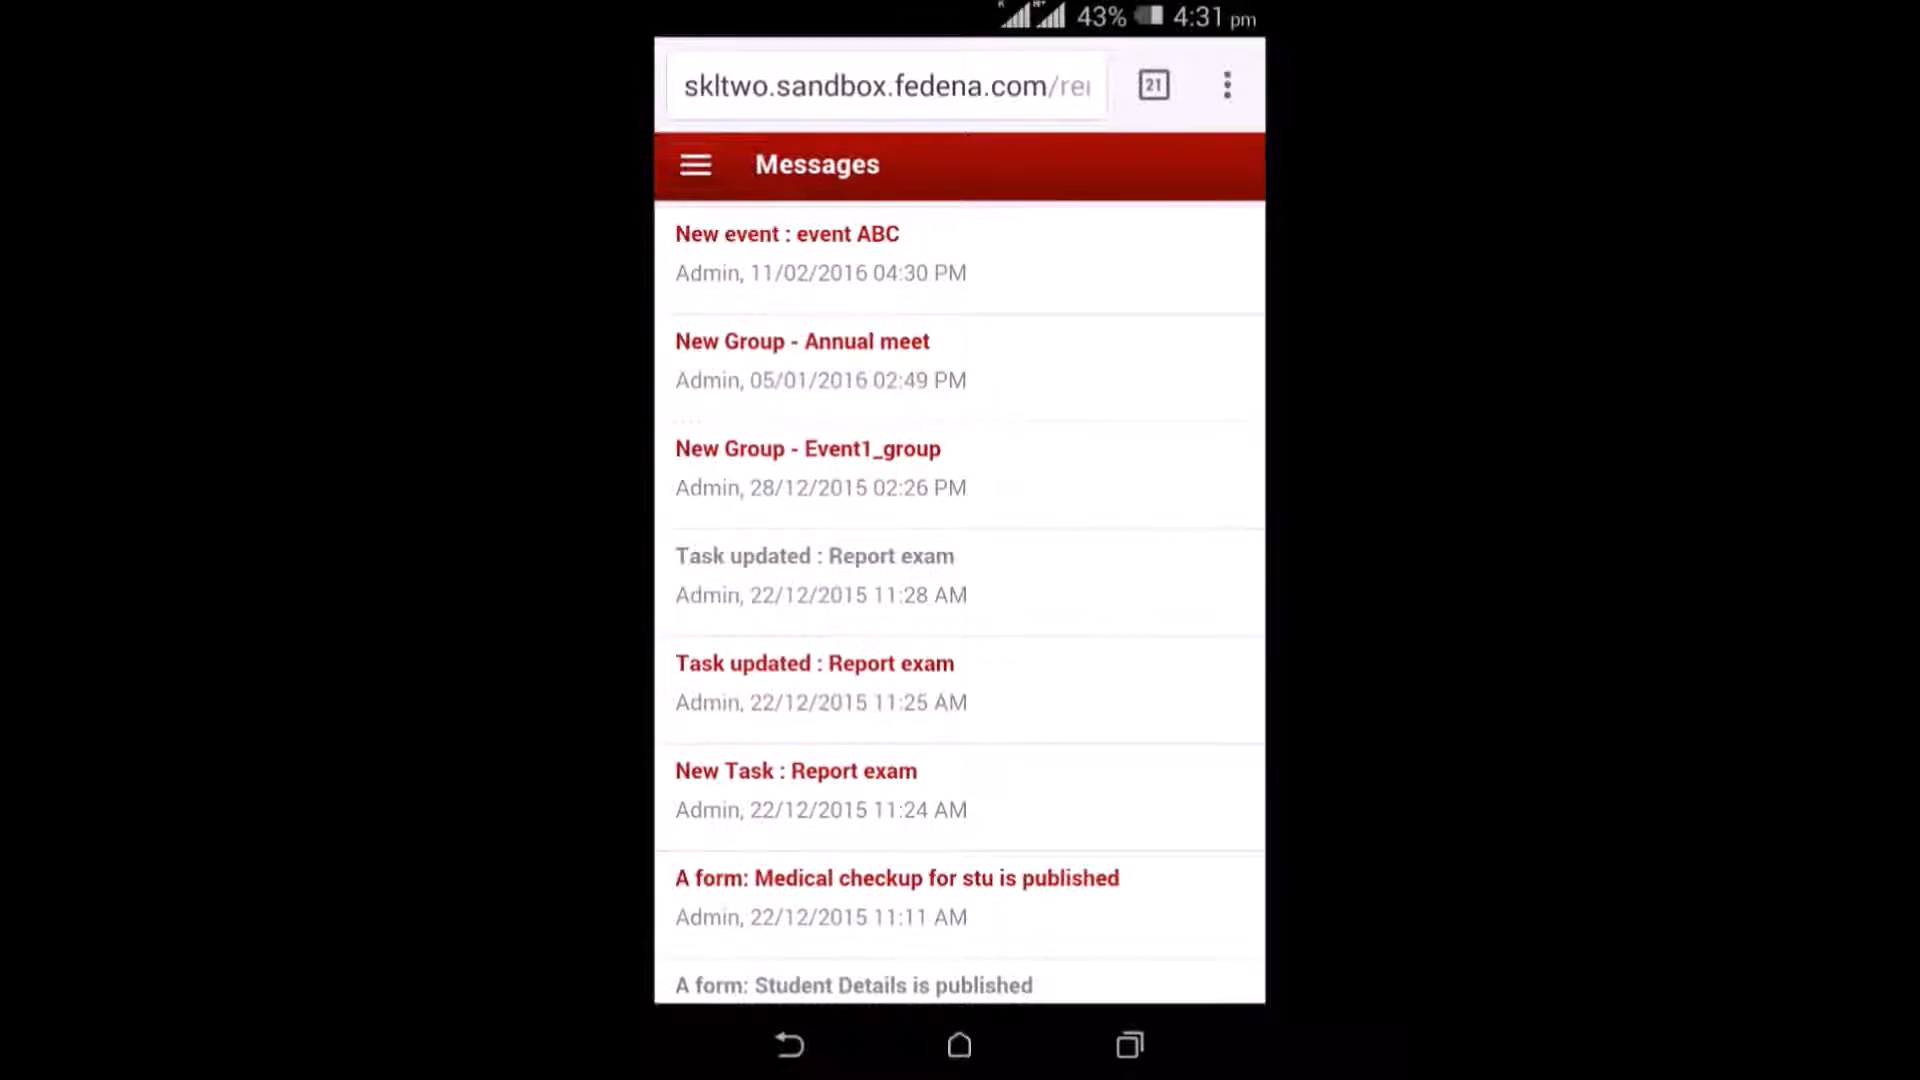 43% 4:31 pm
skltwo.sandbox.fedena.com/re
21
Messages
New event : event ABC
Admin, 11/02/2016 04:30 PM
New Group - Annual meet
Admin, 05/01/2016 02:49 PM
New Group - Event1_group
Admin, 28/12/2015 02:26 PM
Task updated : Report exam
Admin, 22/12/2015 11:28 AM
Task updated : Report exam
Admin, 22/12/2015 11:25 AM
New Task : Report exam
Admin, 22/12/2015 11:24 AM
A form: Medical checkup for stu is published
Admin, 22/12/2015 11:11 AM
A form: Student Details is published